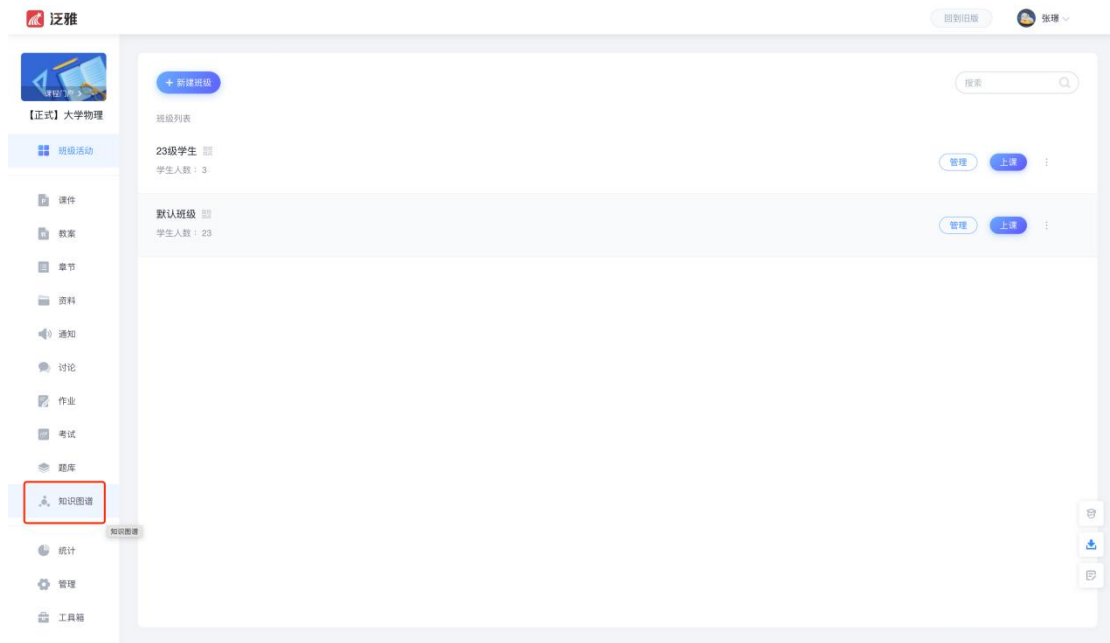 泛雅
回到旧版
张璟
课程门户 >
【正式】大学物理
班级活动
课件
教案
章节
资料
通知
讨论
作业
考试
题库
知识图谱
知识图谱
统计
管理
工具箱
+ 新建班级
搜索
班级列表
23级学生
学生人数：3
管理
上课
默认班级
学生人数：23
管理
上课